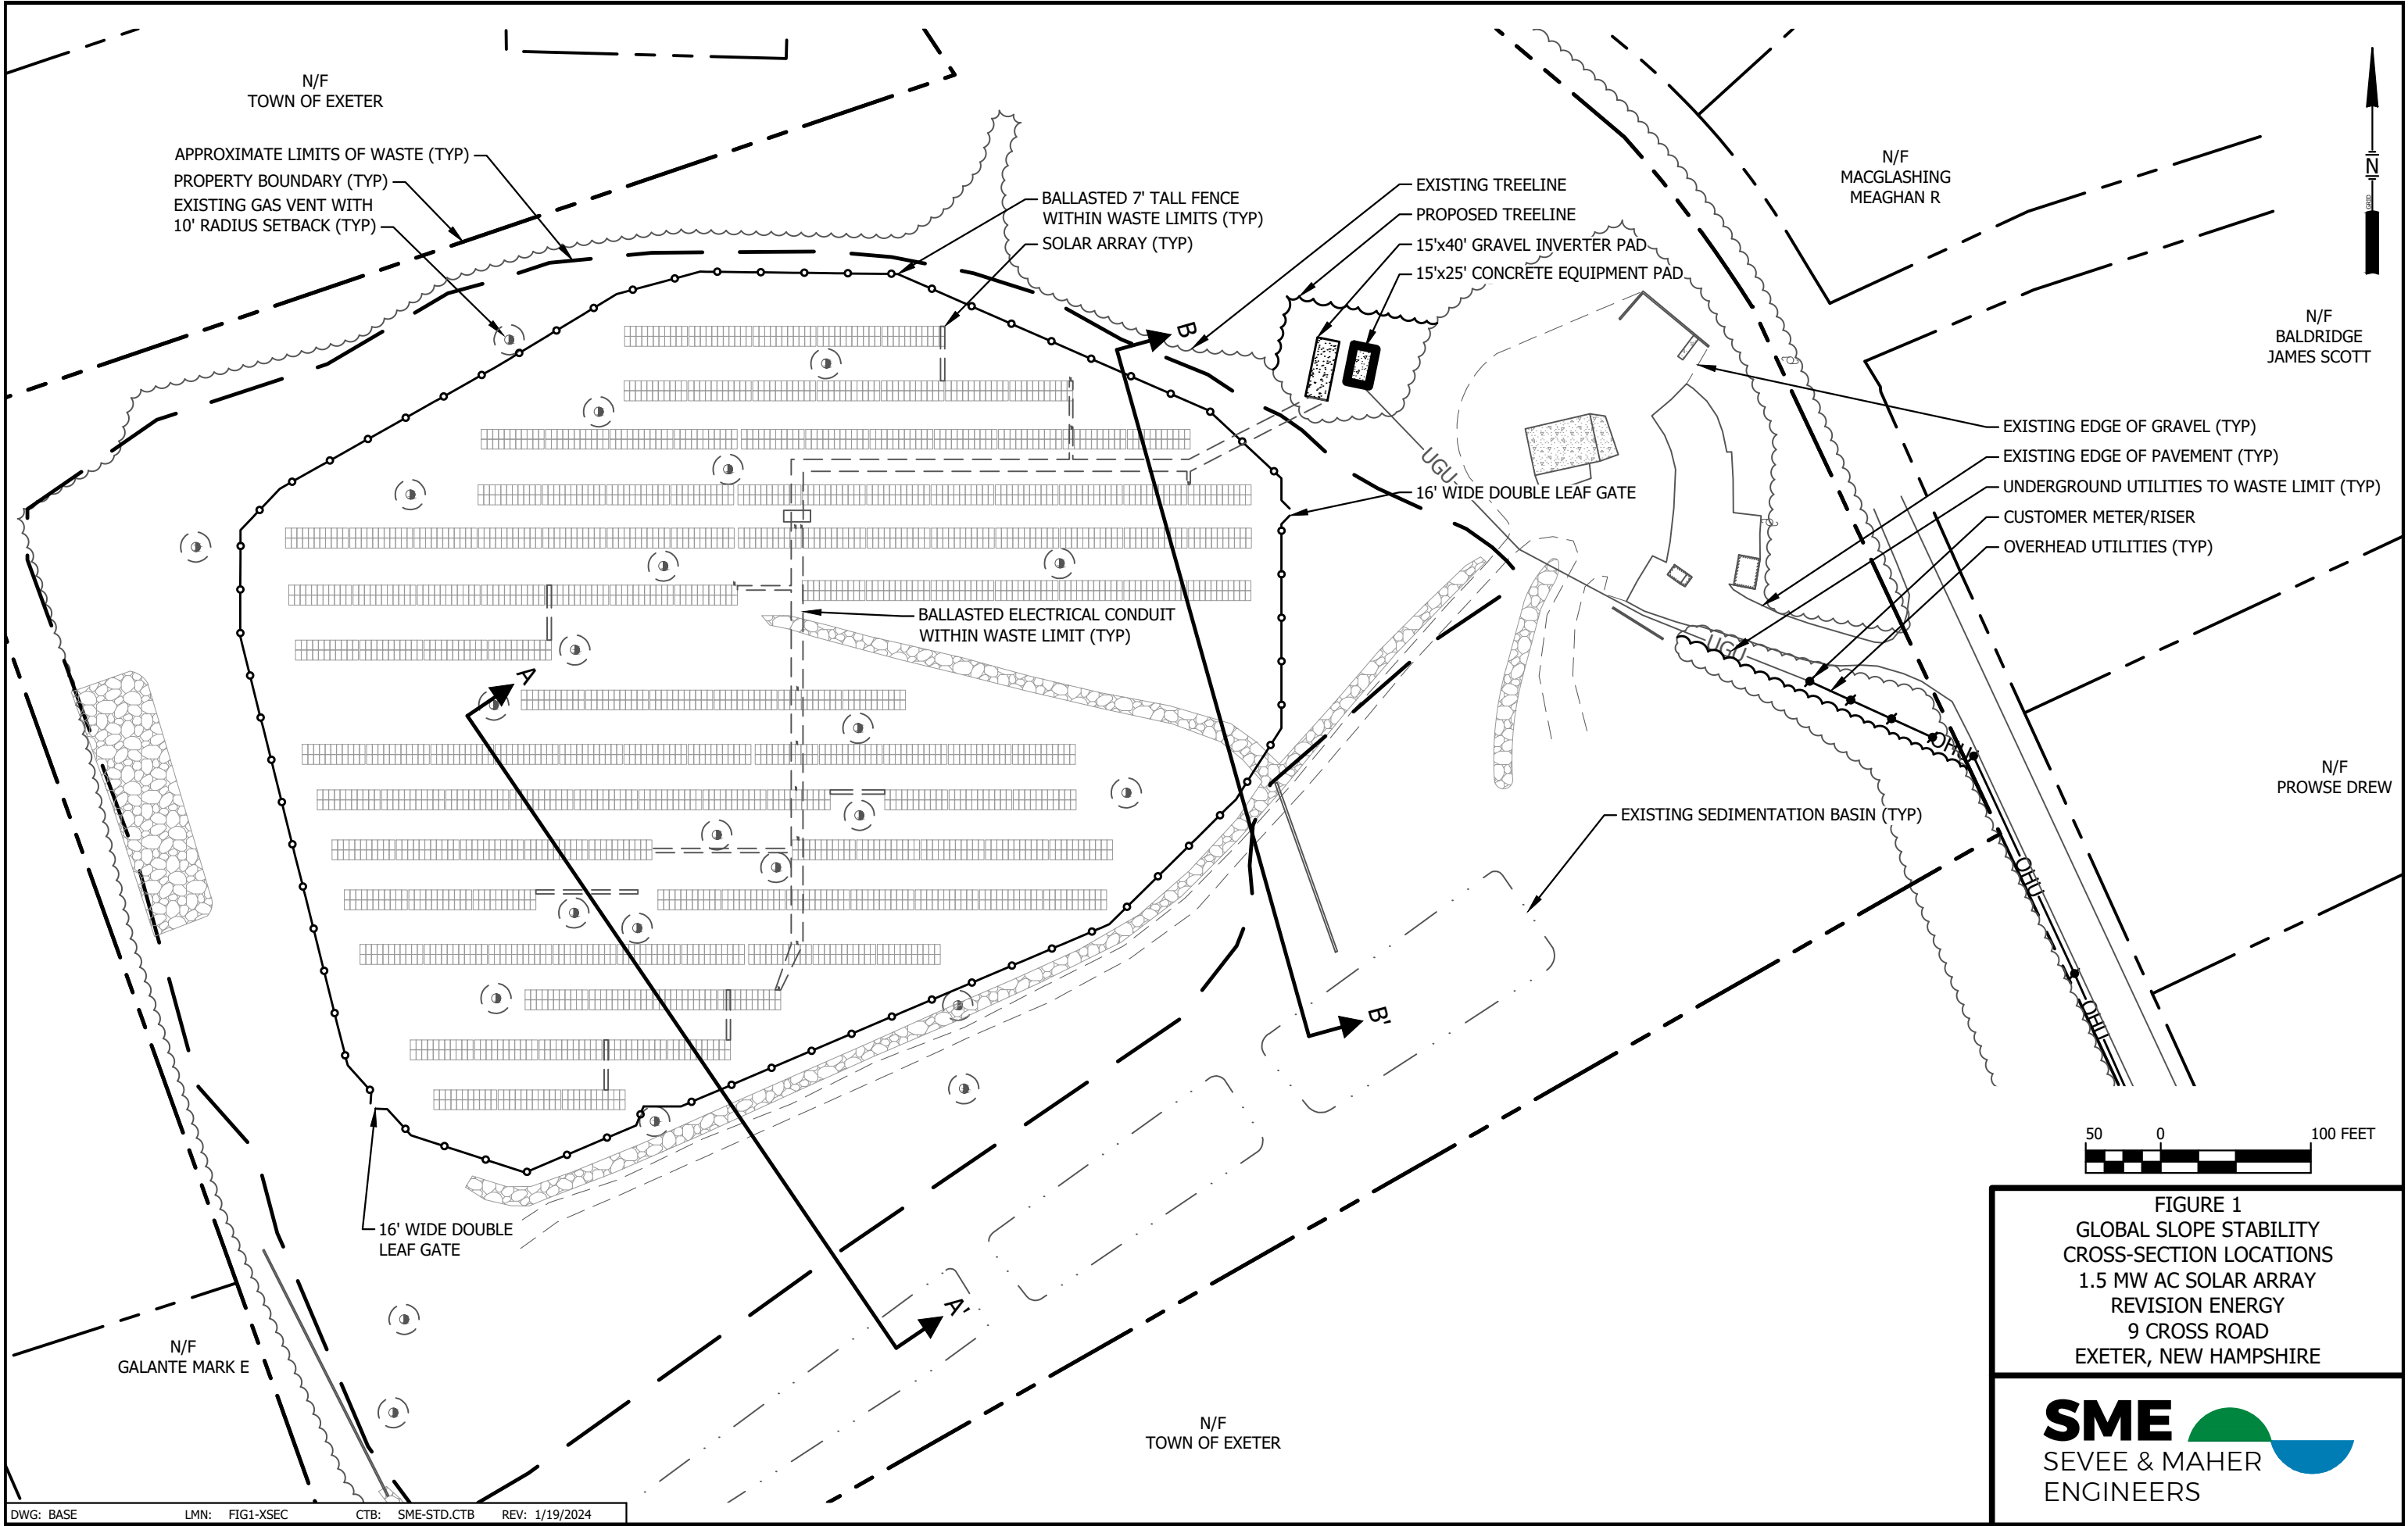 N/F
TOWN OF EXETER
APPROXIMATE LIMITS OF WASTE (TYP)
PROPERTY BOUNDARY (TYP)
EXISTING GAS VENT WITH
10' RADIUS SETBACK (TYP)
BALLASTED 7' TALL FENCE
WITHIN WASTE LIMITS (TYP)
SOLAR ARRAY (TYP)
EXISTING TREELINE
PROPOSED TREELINE
15'x40' GRAVEL INVERTER PAD
15'x25' CONCRETE EQUIPMENT PAD
N/F
MACGLASHING
MEAGHAN R
N
GRID
N/F
BALDRIDGE
JAMES SCOTT
B
EXISTING EDGE OF GRAVEL (TYP)
EXISTING EDGE OF PAVEMENT (TYP)
UNDERGROUND UTILITIES TO WASTE LIMIT (TYP)
CUSTOMER METER/RISER
OVERHEAD UTILITIES (TYP)
UGU
16' WIDE DOUBLE LEAF GATE
BALLASTED ELECTRICAL CONDUIT
WITHIN WASTE LIMIT (TYP)
UGU
A
OHU
N/F
PROWSE DREW
EXISTING SEDIMENTATION BASIN (TYP)
OHU
B'
OHU
16' WIDE DOUBLE
LEAF GATE
A'
N/F
GALANTE MARK E
N/F
TOWN OF EXETER
50 0 100 FEET
FIGURE 1
GLOBAL SLOPE STABILITY
CROSS-SECTION LOCATIONS
1.5 MW AC SOLAR ARRAY
REVISION ENERGY
9 CROSS ROAD
EXETER, NEW HAMPSHIRE
SME
SEVEE & MAHER
ENGINEERS
DWG: BASE LMN: FIG1-XSEC CTB: SME-STD.CTB REV: 1/19/2024